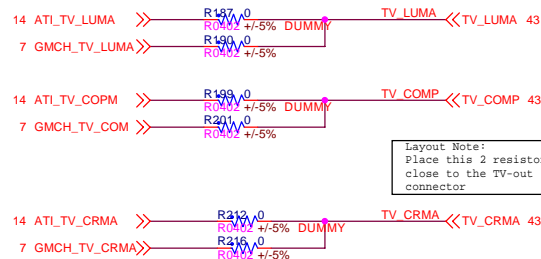 R187 0 TV_LUMA
14 ATI_TV_LUMA TV_LUMA 43
R0402 +/-5% DUMMY
R190 0
7 GMCH_TV_LUMA
R0402 +/-5%
R199 0 TV_COMP
14 ATI_TV_COPM TV_COMP 43
R0402 +/-5% DUMMY
R201 0
7 GMCH_TV_COM
R0402 +/-5%
Layout Note:
Place this 2 resistor
close to the TV-out
connector
R212 0 TV_CRMA
14 ATI_TV_CRMA TV_CRMA 43
R0402 +/-5% DUMMY
R216 0
7 GMCH_TV_CRMA
R0402 +/-5%